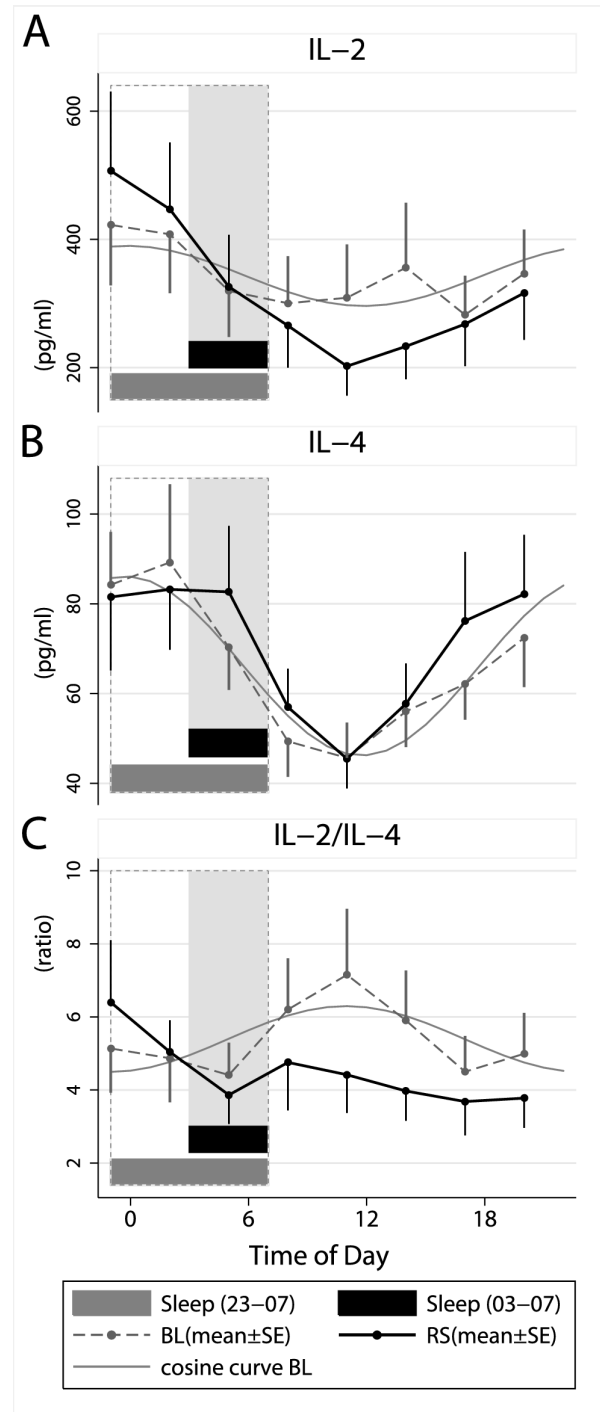 A
IL−2
600
400
200
(pg/ml)
B
IL−4
100
80
60
40
(pg/ml)
C
IL−2/IL−4
10
8
6
4
2
(ratio)
0 6 12 18
Time of Day
Sleep (23−07) Sleep (03−07)
BL(mean±SE) RS(mean±SE)
cosine curve BL